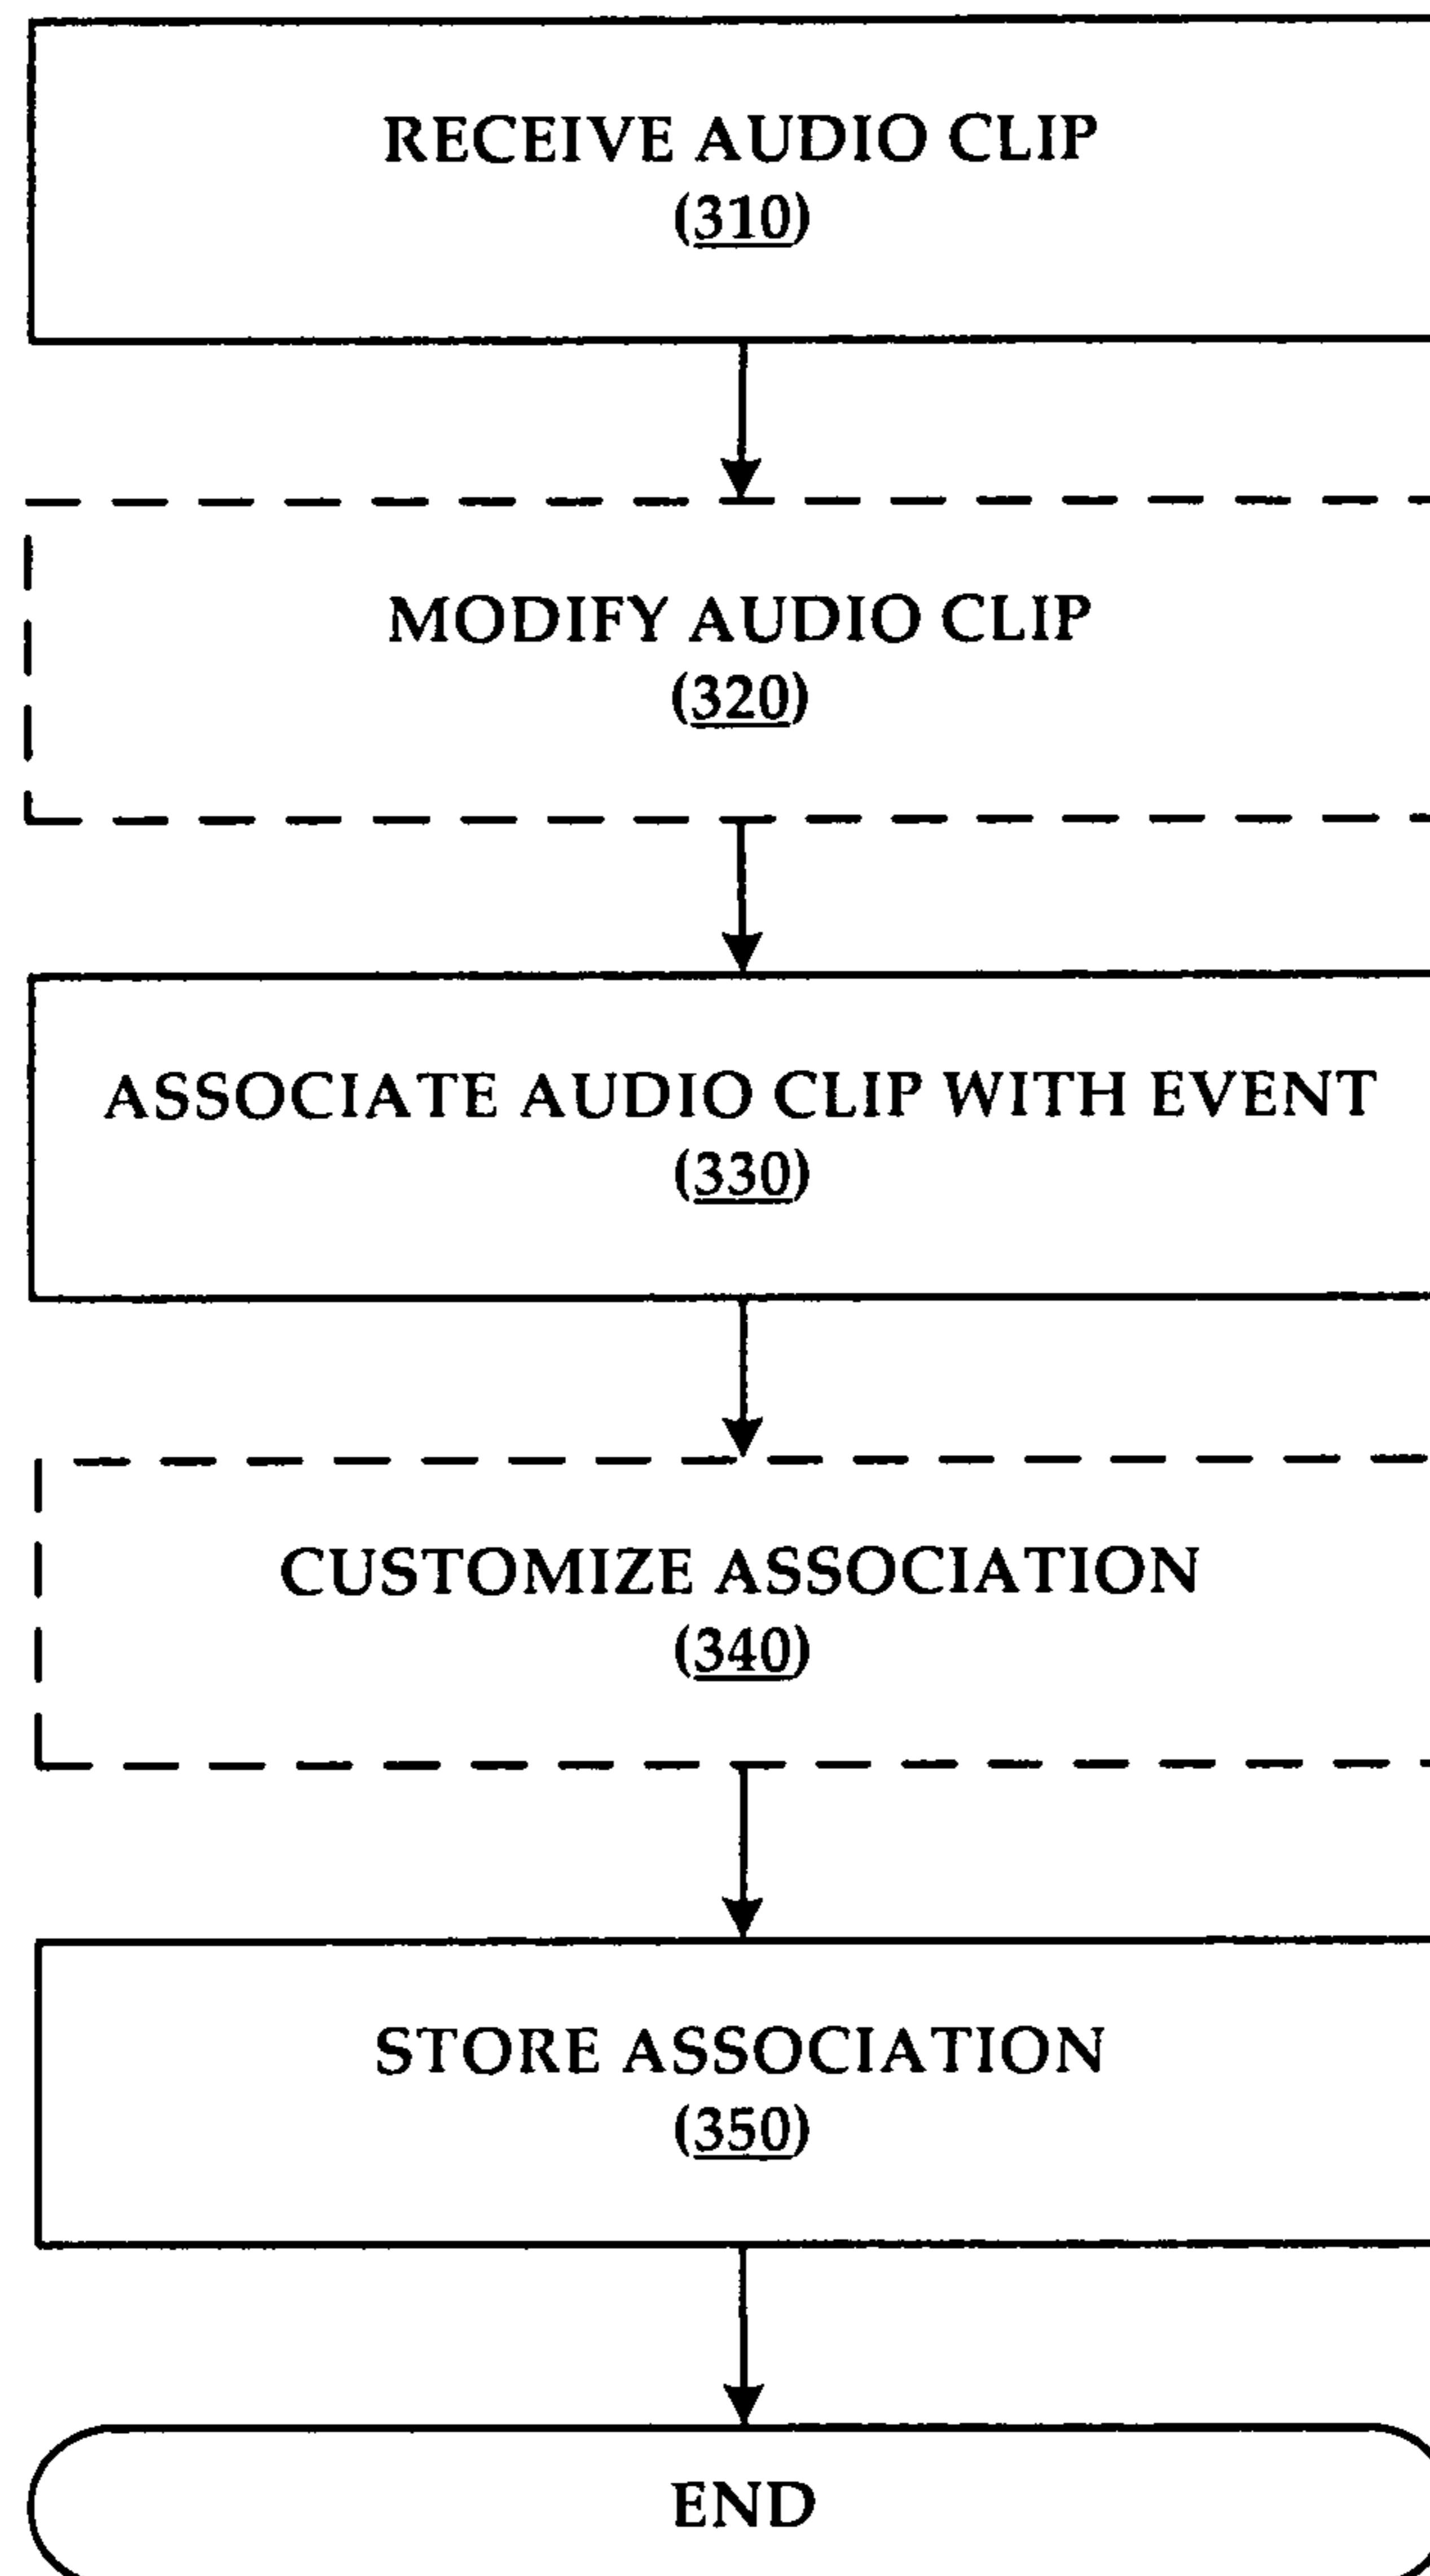 RECEIVE AUDIO CLIP
(310)
MODIFY AUDIO CLIP
(320)
ASSOCIATE AUDIO CLIP WITH EVENT
(330)
CUSTOMIZE ASSOCIATION
(340)
STORE ASSOCIATION
(350)
END